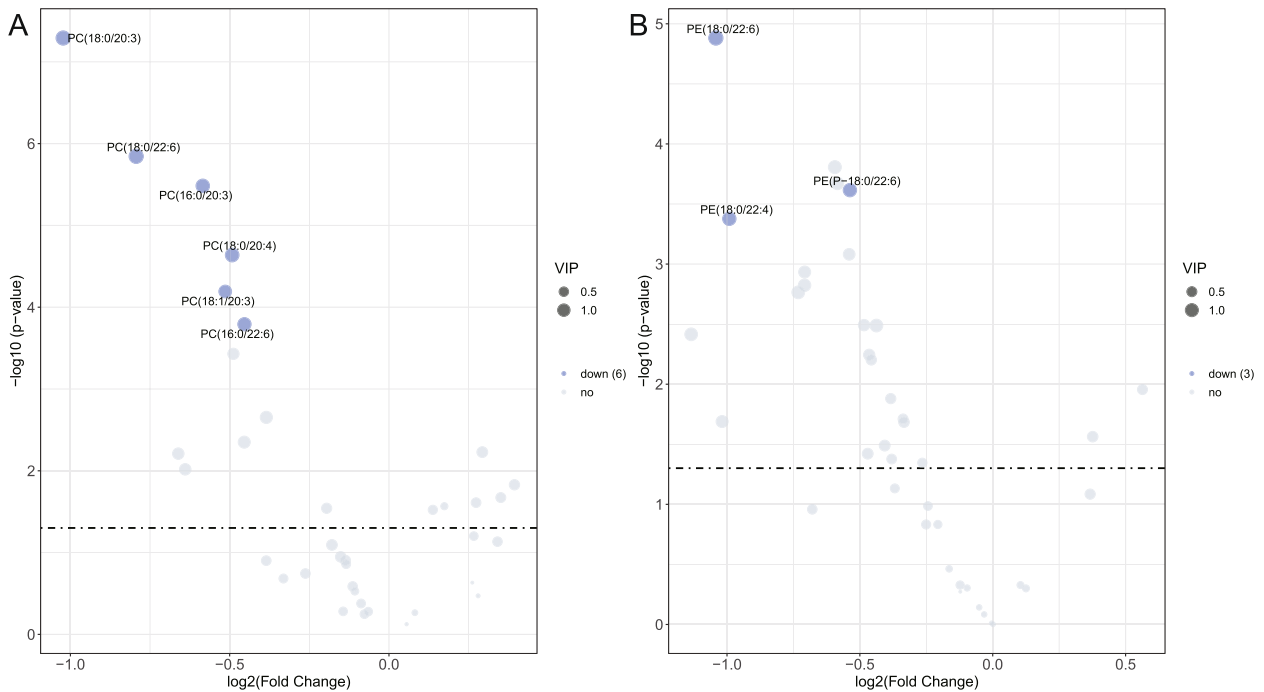 A
PC(18:0/20:3)
PC(18:0/22:6)
PC(16:0/20:3)
PC(18:0/20:4)
PC(18:1/20:3)
PC(16:0/22:6)
6
4
2
0
−log10 (p−value)
−1.0
−0.5
0.0
log2(Fold Change)
VIP
0.5
1.0
down (6)
no
B
PE(18:0/22:6)
PE(P−18:0/22:6)
PE(18:0/22:4)
5
4
3
2
1
0
−log10 (p−value)
−1.0
−0.5
0.0
0.5
log2(Fold Change)
VIP
0.5
1.0
down (3)
no